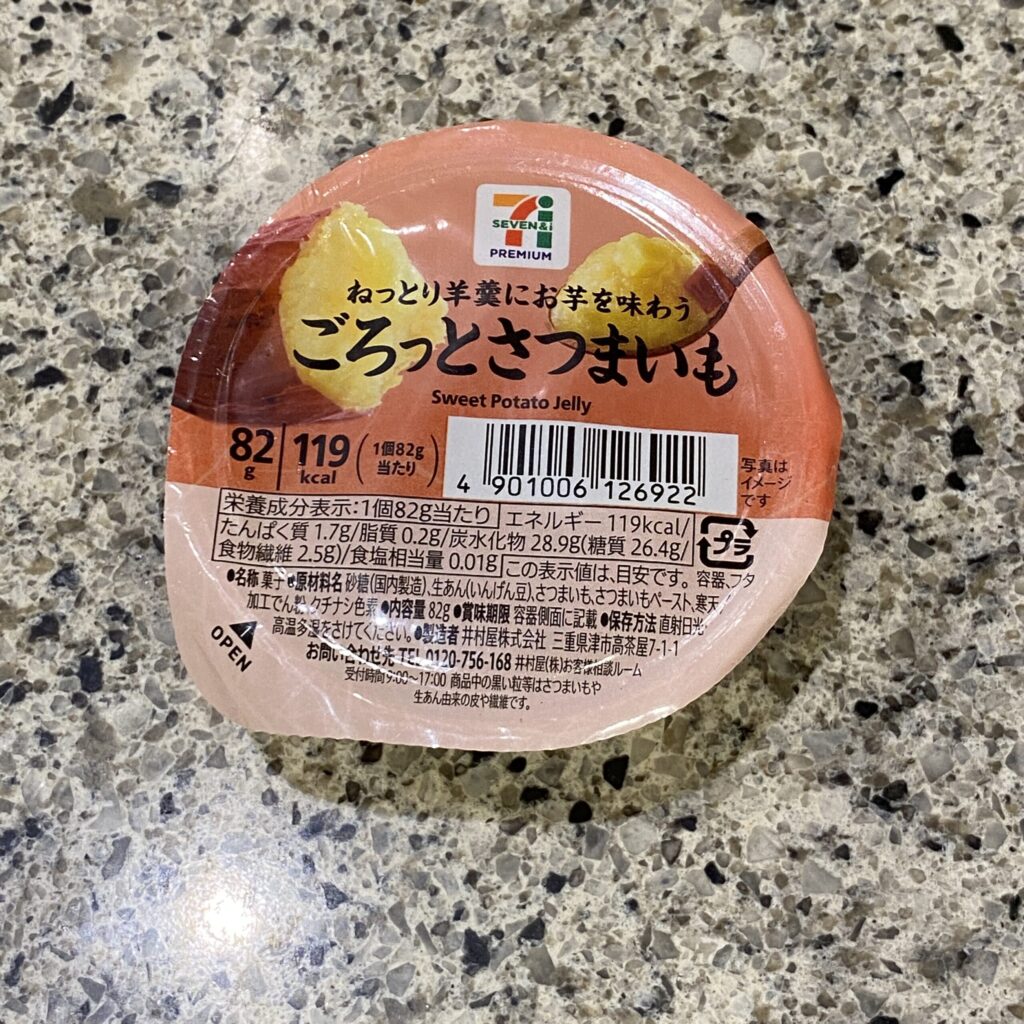 7i
SEVEN&i
PREMIUM
ねっとり羊羹にお芋を味わう
ごろっとさつまいも
Sweet Potato Jelly
82g 119kcal (1個82g当たり)
4 901006 126922
写真は
イメージ
です
栄養成分表示:1個82g当たり エネルギー 119kcal/
たんぱく質 1.7g/脂質 0.2g/炭水化物 28.9g(糖質 26.4g/
食物繊維 2.5g)/食塩相当量 0.01g この表示値は、目安です。
プラ
容器、フタ
●名称 菓子 ●原材料名 砂糖(国内製造)、生あん(いんげん豆)、さつまいも、さつまいもペースト、寒天
加工でん粉、クチナシ色素 ●内容量 82g ●賞味期限 容器側面に記載 ●保存方法 直射日光
高温多湿をさけてください。●製造者 井村屋株式会社 三重県津市高茶屋7-1-1
お問い合わせ先 TEL 0120-756-168 井村屋(株)お客様相談ルーム
受付時間 9:00〜17:00 商品中の黒い粒等はさつまいもや
生あん由来の皮や繊維です。
OPEN